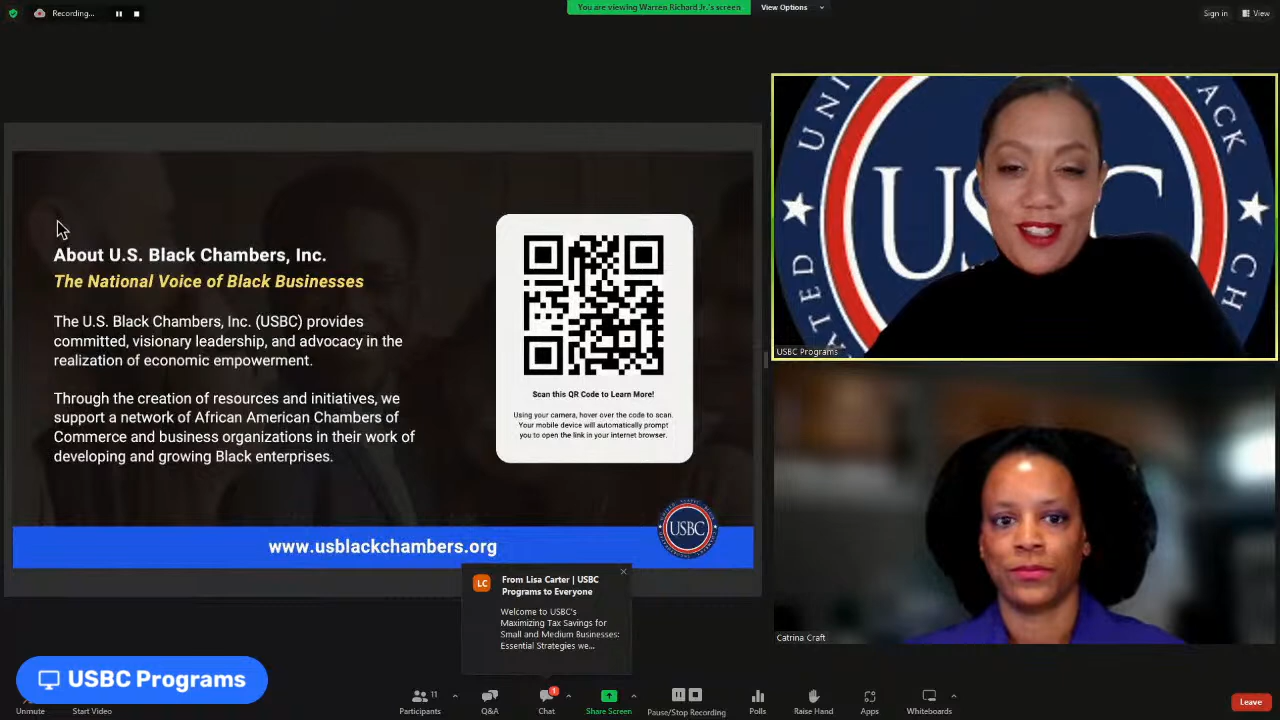 Recording...
You are viewing Warren Richard Jr.'s screen
View Options
Sign in
View
About U.S. Black Chambers, Inc.
The National Voice of Black Businesses
The U.S. Black Chambers, Inc. (USBC) provides
committed, visionary leadership, and advocacy in the
realization of economic empowerment.
Through the creation of resources and initiatives, we
support a network of African American Chambers of
Commerce and business organizations in their work of
developing and growing Black enterprises.
Scan this QR Code to Learn More!
Using your camera, hover over the code to scan.
Your mobile device will automatically prompt
you to open the link in your internet browser.
www.usblackchambers.org
USBC
UNI
ACK
US C
ATED
CH
USBC Programs
Catrina Craft
LC
From Lisa Carter | USBC
Programs to Everyone
Welcome to USBC's
Maximizing Tax Savings for
Small and Medium Businesses:
Essential Strategies we...
USBC Programs
Unmute
Start Video
Participants
11
Q&A
Chat
1
Share Screen
Pause/Stop Recording
Polls
Raise Hand
Apps
Whiteboards
Leave